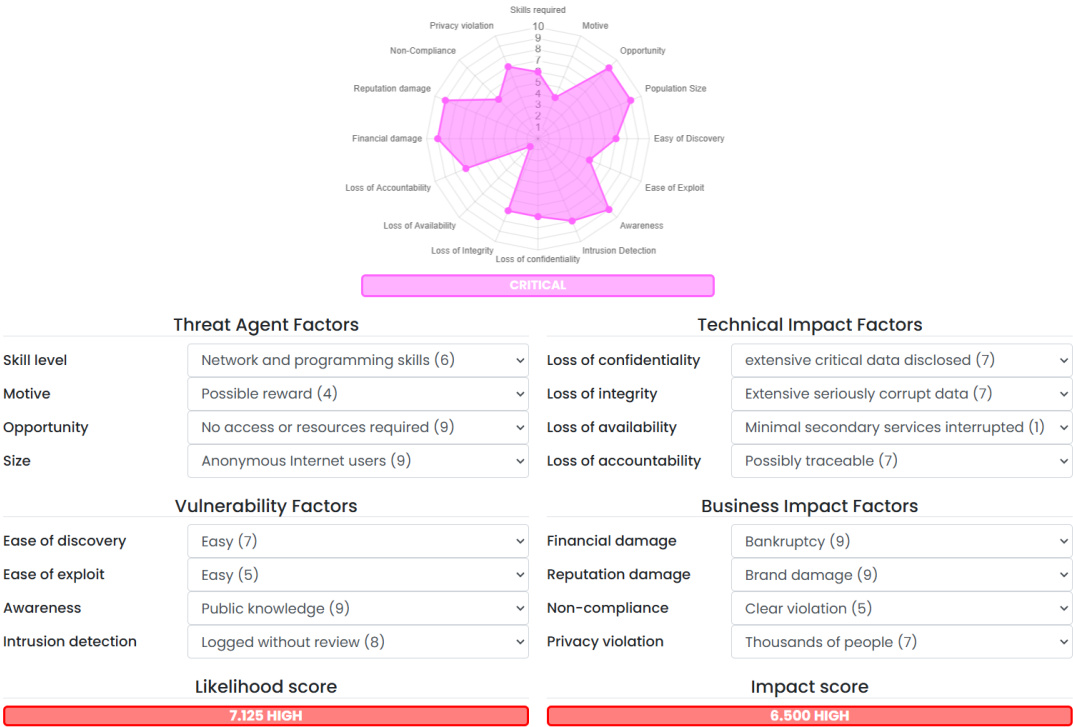 Skills required
Privacy violation
Motive
Non-Compliance
Opportunity
Reputation damage
Population Size
Financial damage
Easy of Discovery
Loss of Accountability
Ease of Exploit
Loss of Availability
Awareness
Loss of Integrity
Intrusion Detection
Loss of confidentiality
10
9
8
7
5
4
3
2
1
CRITICAL
Threat Agent Factors
Skill level Network and programming skills (6)
Motive Possible reward (4)
Opportunity No access or resources required (9)
Size Anonymous Internet users (9)
Technical Impact Factors
Loss of confidentiality extensive critical data disclosed (7)
Loss of integrity Extensive seriously corrupt data (7)
Loss of availability Minimal secondary services interrupted (1)
Loss of accountability Possibly traceable (7)
Vulnerability Factors
Ease of discovery Easy (7)
Ease of exploit Easy (5)
Awareness Public knowledge (9)
Intrusion detection Logged without review (8)
Business Impact Factors
Financial damage Bankruptcy (9)
Reputation damage Brand damage (9)
Non-compliance Clear violation (5)
Privacy violation Thousands of people (7)
Likelihood score
7.125 HIGH
Impact score
6.500 HIGH